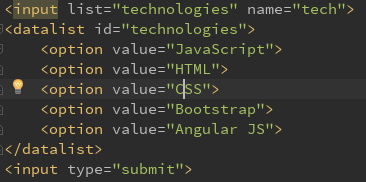 <input list="technologies" name="tech">
<datalist id="technologies">
    <option value="JavaScript">
    <option value="HTML">
    <option value="CSS">
    <option value="Bootstrap">
    <option value="Angular JS">
</datalist>
<input type="submit">